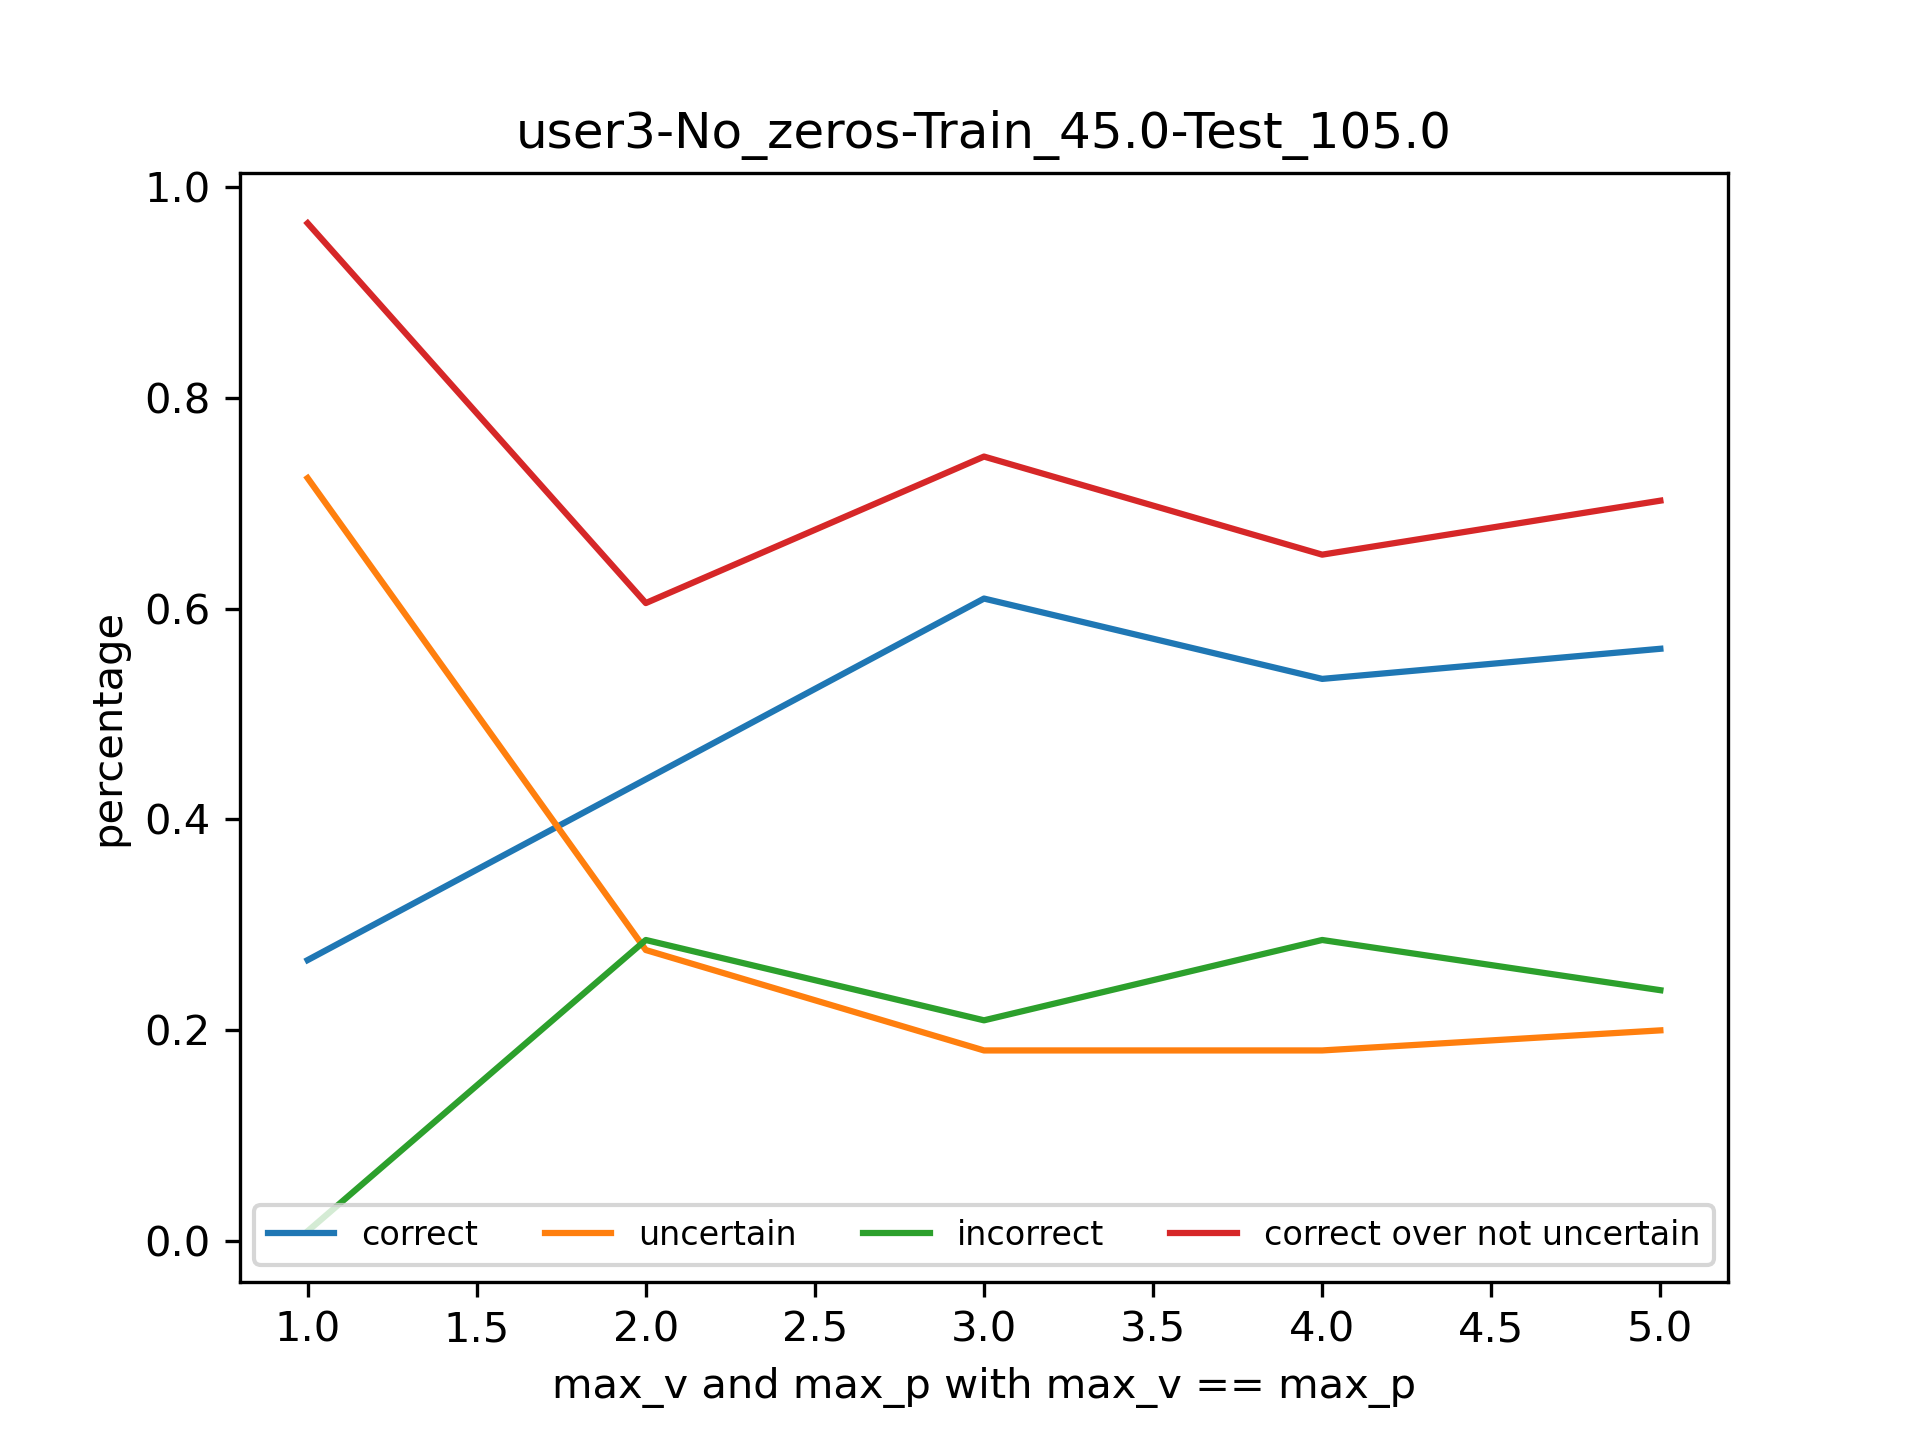 user3-No_zeros-Train_45.0-Test_105.0
1.0
0.8
0.6
0.4
0.2
0.0
percentage
correct uncertain incorrect correct over not uncertain
1.0 1.5 2.0 2.5 3.0 3.5 4.0 4.5 5.0
max_v and max_p with max_v == max_p